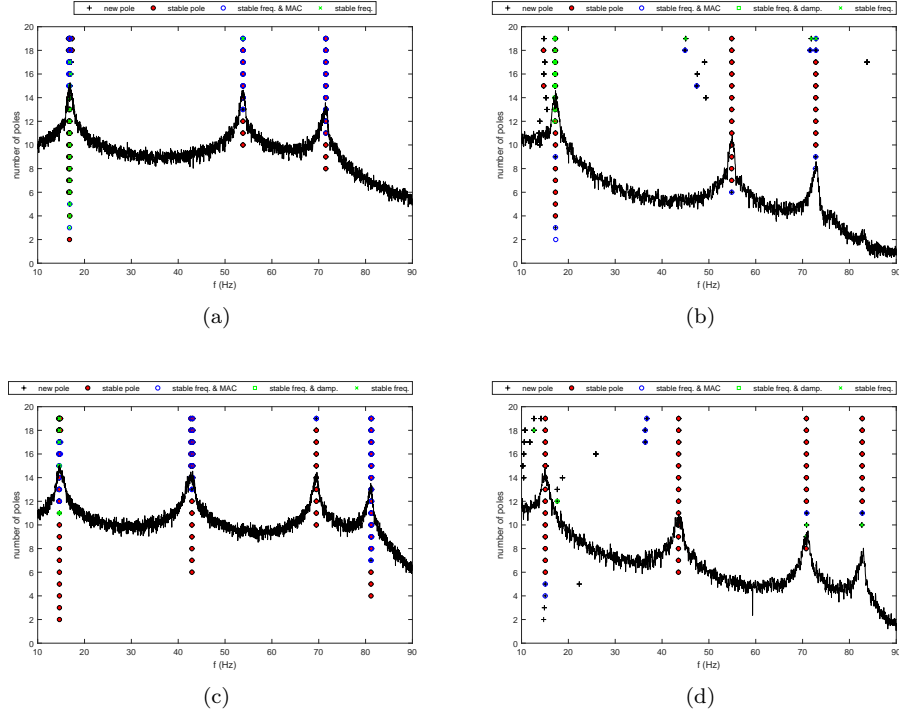 new pole stable pole stable freq. & MAC stable freq.
new pole stable pole stable freq. & MAC stable freq. & damp. stable freq.
20
18
16
14
12
10
8
6
4
2
0
number of poles
10 20 30 40 50 60 70 80 90
f (Hz)
(a)
20
18
16
14
12
10
8
6
4
2
0
number of poles
10 20 30 40 50 60 70 80 90
f (Hz)
(b)
new pole stable pole stable freq. & MAC stable freq. & damp. stable freq.
new pole stable pole stable freq. & MAC stable freq. & damp. stable freq.
20
18
16
14
12
10
8
6
4
2
0
number of poles
10 20 30 40 50 60 70 80 90
f (Hz)
(c)
20
18
16
14
12
10
8
6
4
2
0
number of poles
10 20 30 40 50 60 70 80 90
f (Hz)
(d)